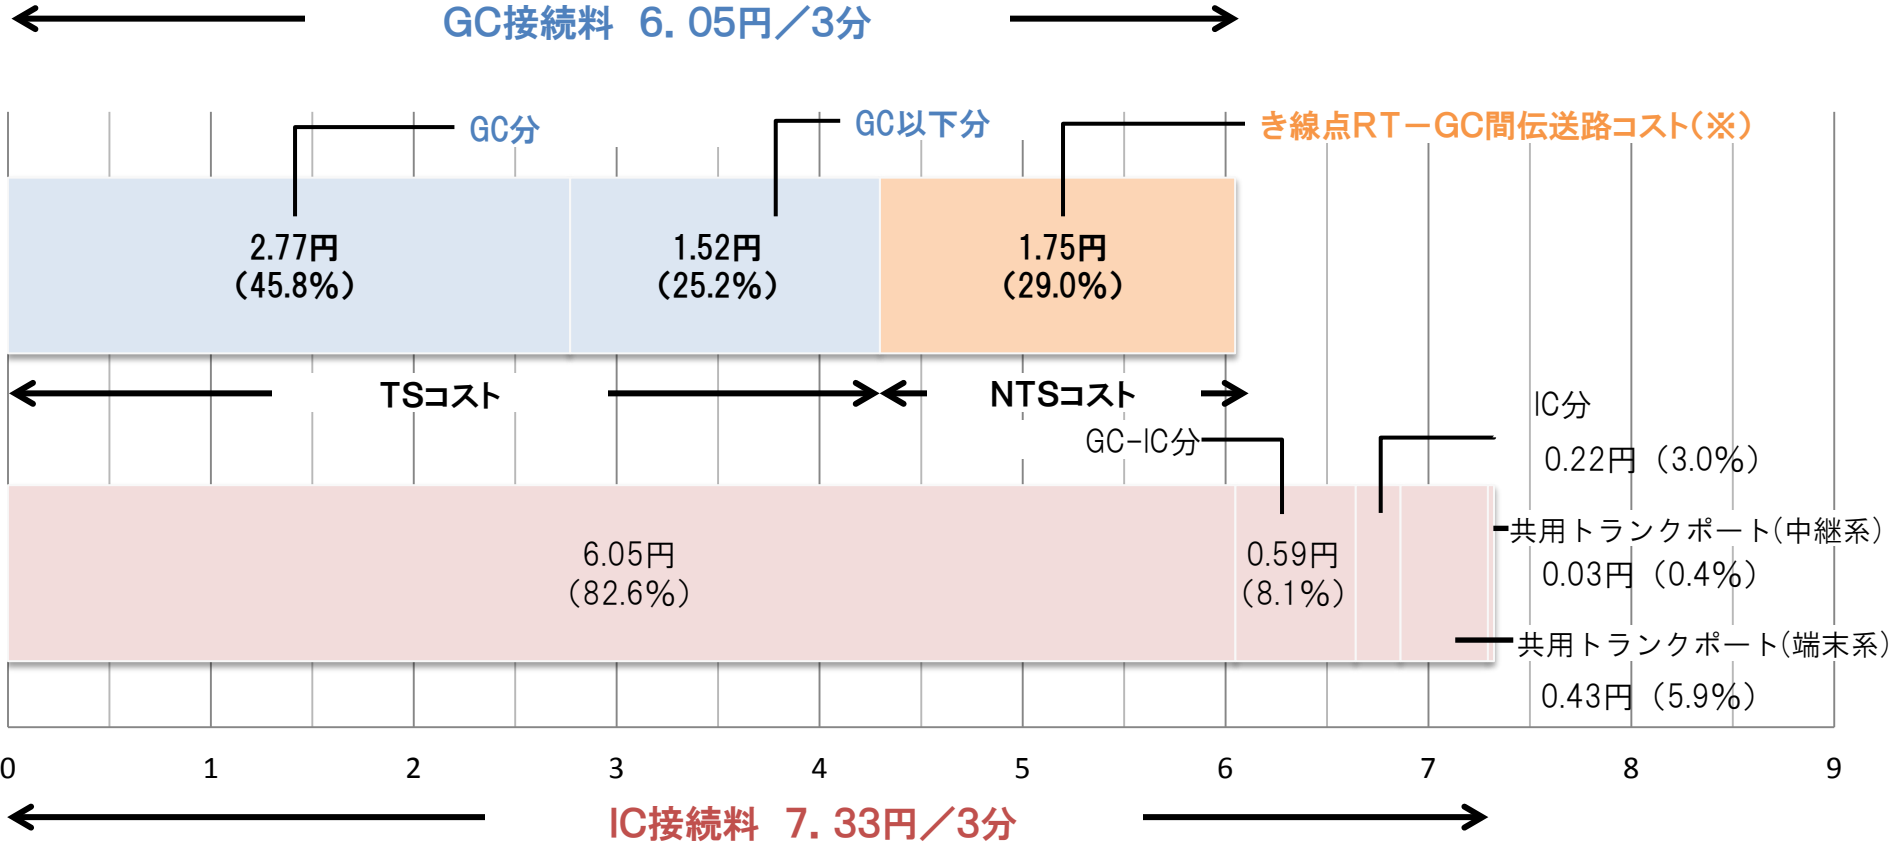 GC接続料　6．05円／3分
GC分
GC以下分
き線点RT－GC間伝送路コスト（※）
2.77円
（45.8%）
1.52円
（25.2%）
1.75円
（29.0%）
TSコスト
NTSコスト
GC-IC分
IC分
0.22円（3.0%）
6.05円
（82.6%）
0.59円
（8.1%）
共用トランクポート（中継系）
0.03円（0.4%）
共用トランクポート（端末系）
0.43円（5.9%）
0 1 2 3 4 5 6 7 8 9
IC接続料　7．33円／3分